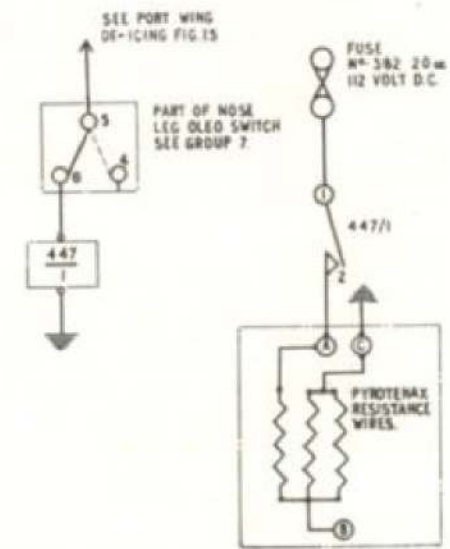 SEE PORT WING
DE-ICING FIG.15
5
6
4
PART OF NOSE
LEG OLEO SWITCH
SEE GROUP 7
447
1
FUSE
Nº 382 20
112 VOLT D.C.
1
447/1
2
A
C
PYROTENAX
RESISTANCE
WIRES.
B